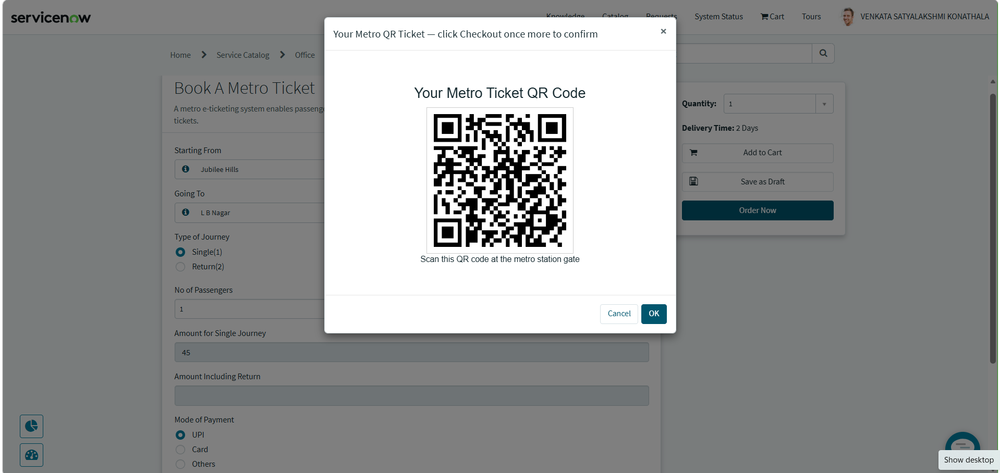 servicenow
Knowledge
Catalog
Requests
System Status
Cart
Tours
VENKATA SATYALAKSHMI KONATHALA
Your Metro QR Ticket — click Checkout once more to confirm
×
Home
Service Catalog
Office
Book A Metro Ticket
A metro e-ticketing system enables passenge
tickets.
Starting From
Jubilee Hills
Going To
L B Nagar
Type of Journey
Single(1)
Return(2)
No of Passengers
1
Amount for Single Journey
45
Amount Including Return
Mode of Payment
UPI
Card
Others
Your Metro Ticket QR Code
Scan this QR code at the metro station gate
Cancel
OK
Quantity:
1
Delivery Time: 2 Days
Add to Cart
Save as Draft
Order Now
Show desktop